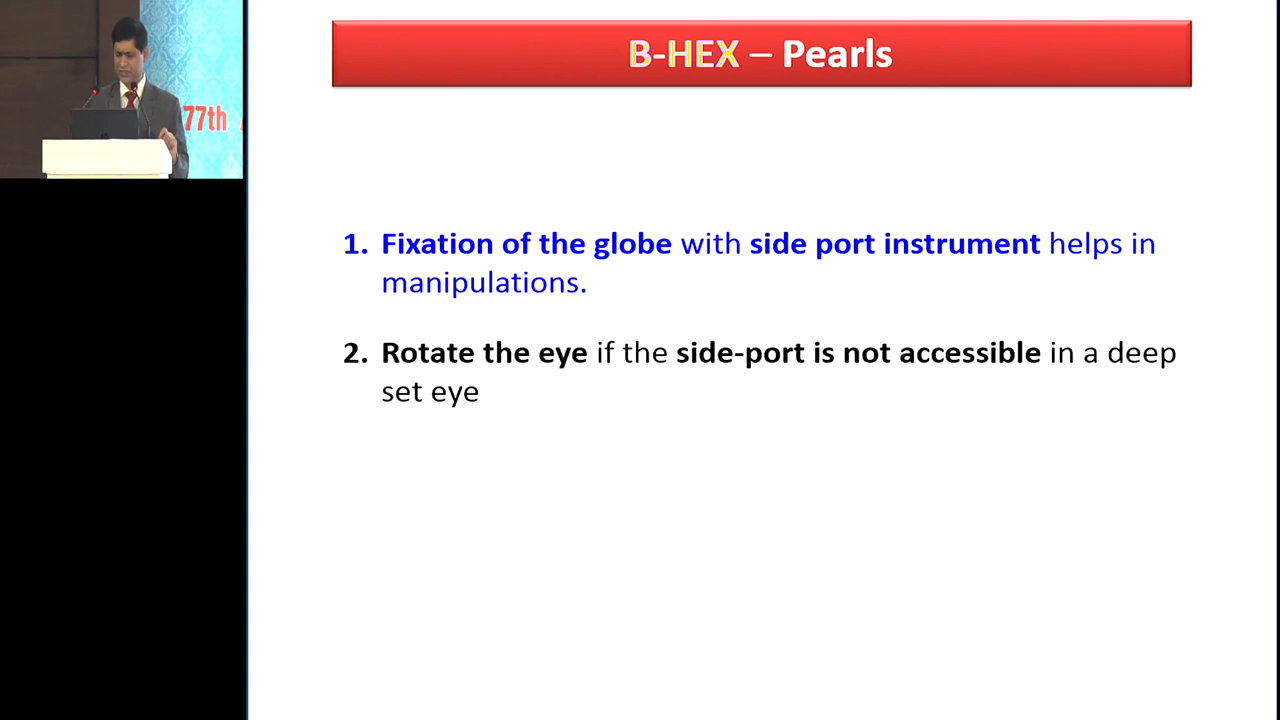 B-HEX – Pearls
77th
1. Fixation of the globe with side port instrument helps in
manipulations.
2. Rotate the eye if the side-port is not accessible in a deep
set eye